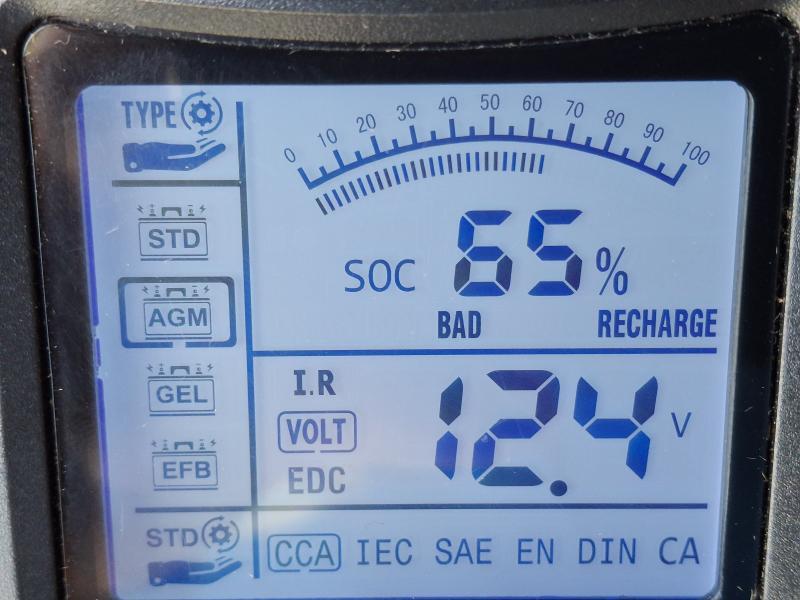 TYPE
0 10 20 30 40 50 60 70 80 90 100
STD
SOC 65%
AGM
BAD RECHARGE
GEL
I.R
VOLT
12.4 V
EFB
EDC
STD
CCA IEC SAE EN DIN CA